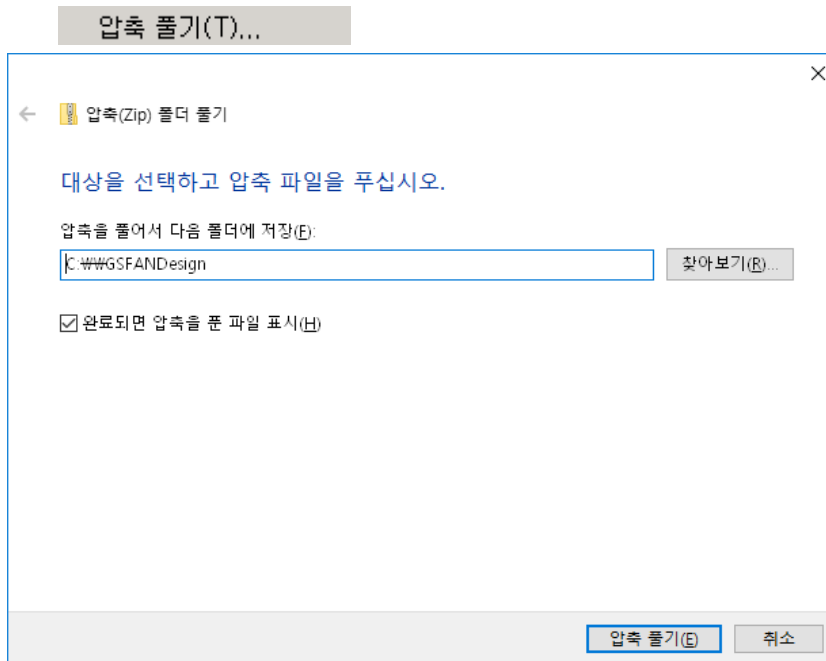 압축 풀기(T)...
압축(Zip) 폴더 풀기
대상을 선택하고 압축 파일을 푸십시오.
압축을 풀어서 다음 폴더에 저장(F):
C:₩₩GSFANDesign
찾아보기(R)...
완료되면 압축을 푼 파일 표시(H)
압축 풀기(E) 취소